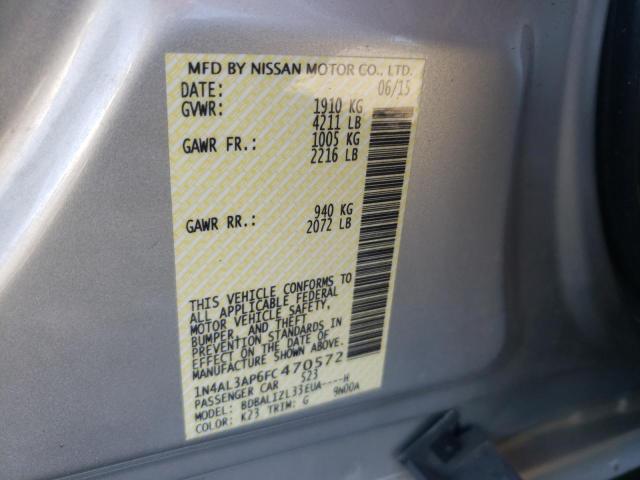 MFD BY NISSAN MOTOR CO., LTD.
DATE: 06/15
GVWR: 1910 KG
4211 LB
GAWR FR.: 1005 KG
2216 LB
GAWR RR.: 940 KG
2072 LB
THIS VEHICLE CONFORMS TO
ALL APPLICABLE FEDERAL
MOTOR VEHICLE SAFETY,
BUMPER, AND THEFT
PREVENTION STANDARDS IN
EFFECT ON THE DATE OF
MANUFACTURE SHOWN ABOVE.
1N4AL3AP6FC470572
PASSENGER CAR S23
MODEL: BDBALIZL33EUA----H
COLOR: K23 TRIM: G 9N00A